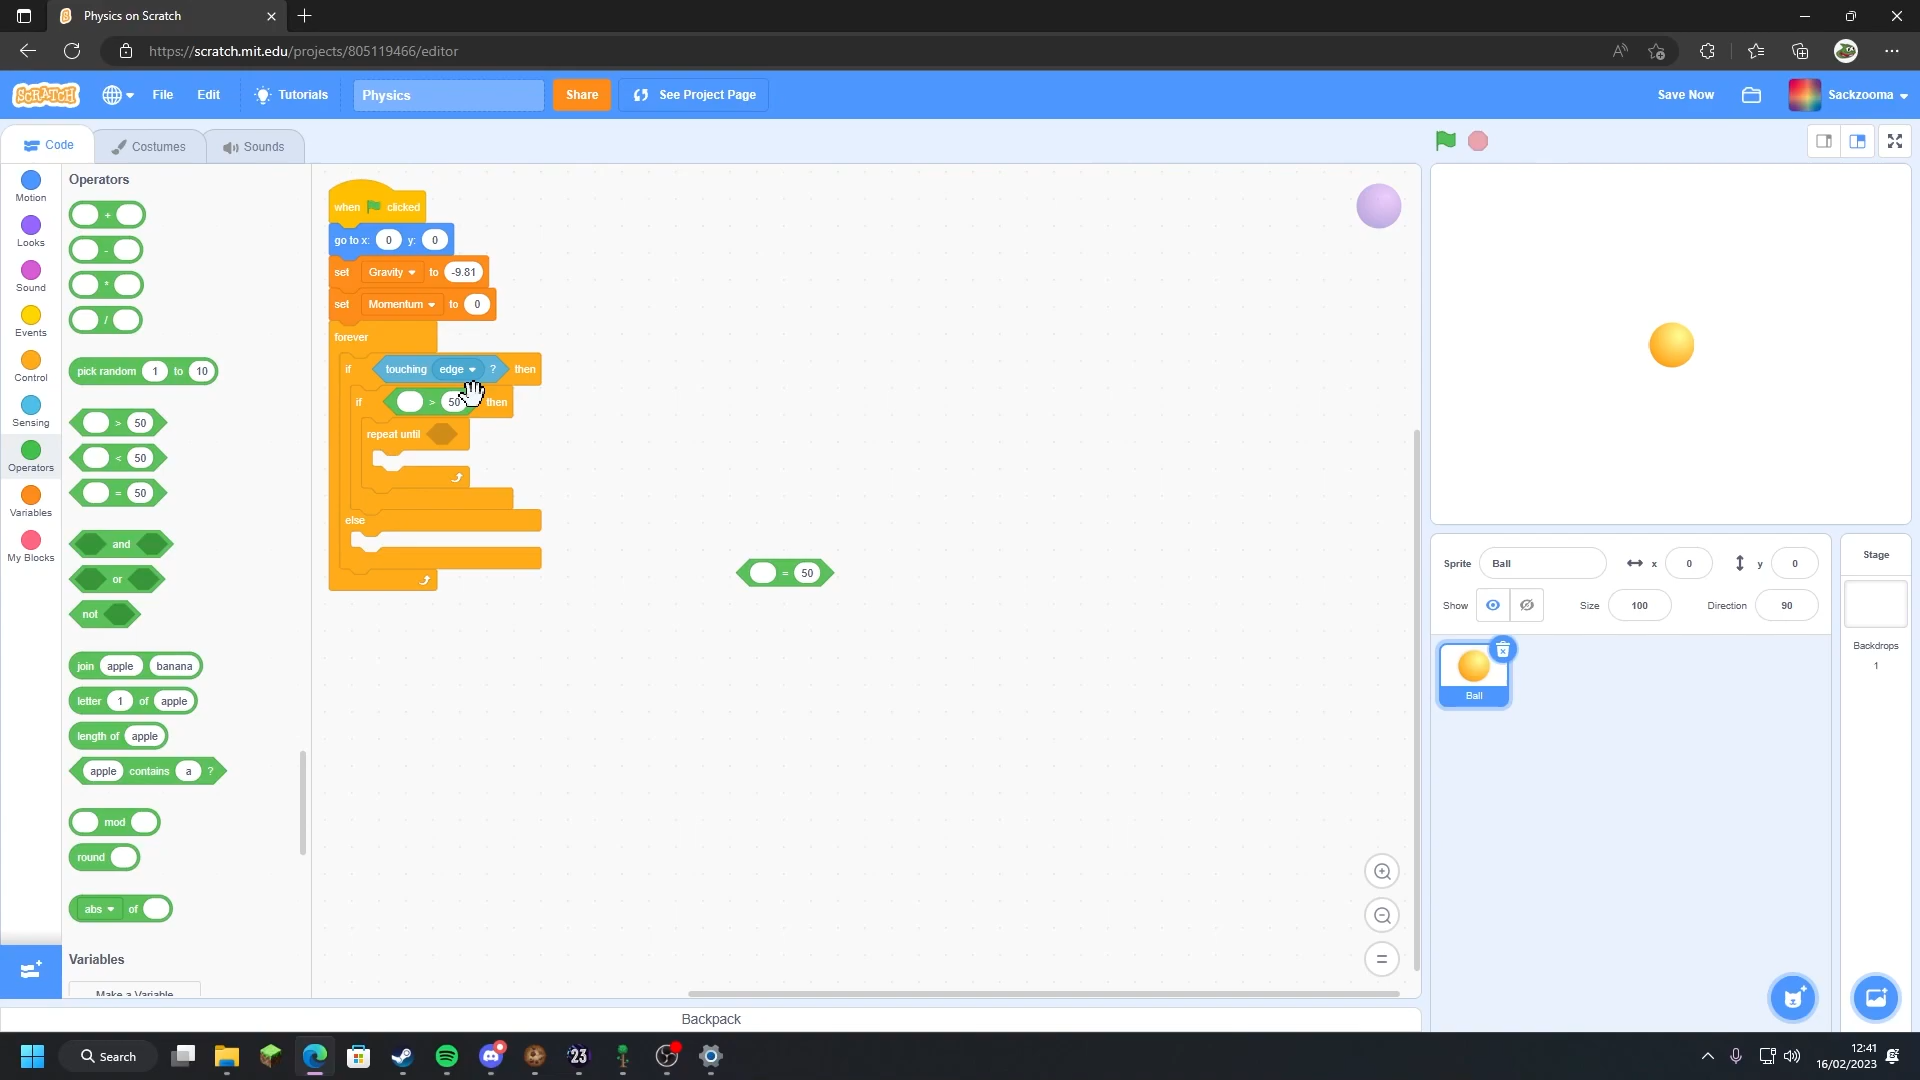 Physics on Scratch
https://scratch.mit.edu/projects/805119466/editor
SCRATCH
File
Edit
Tutorials
Physics
Share
See Project Page
Save Now
Sackzooma
Code
Costumes
Sounds
Motion
Looks
Sound
Events
Control
Sensing
Operators
Variables
My Blocks
Operators
+
-
*
/
pick random 1 to 10
> 50
< 50
= 50
and
or
not
join apple banana
letter 1 of apple
length of apple
apple contains a ?
mod
round
abs of
Variables
Make a Variable
when clicked
go to x: 0 y: 0
set Gravity to -9.81
set Momentum to 0
forever
if touching edge ? then
if > 50 then
repeat until
else
= 50
Sprite Ball x 0 y 0
Show Size 100 Direction 90
Ball
Stage
Backdrops
1
Backpack
Search
23
12:41
16/02/2023